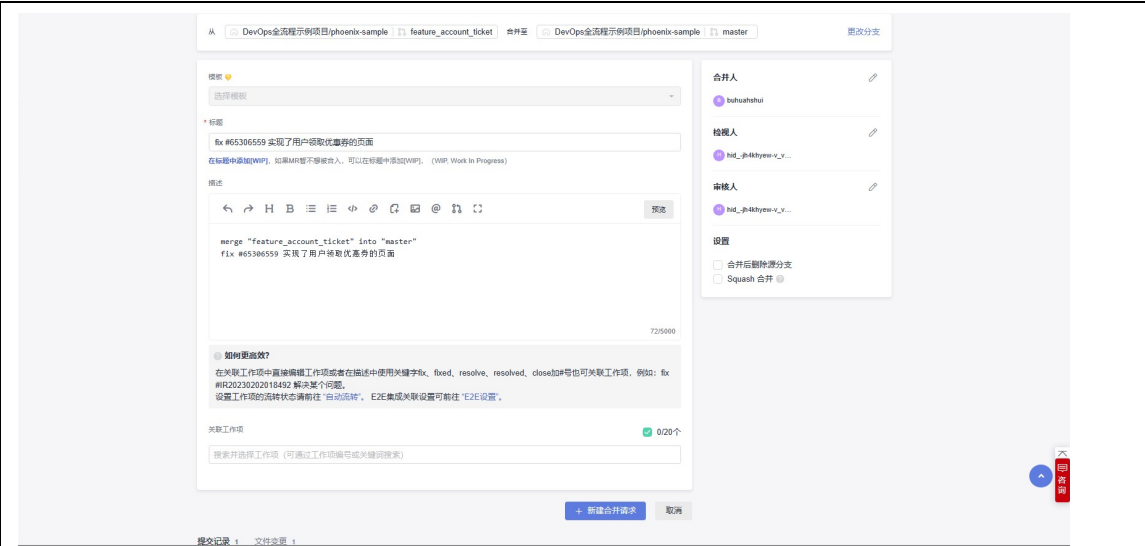 从 DevOps全流程示例项目/phoenix-sample feature_account_ticket 合并至 DevOps全流程示例项目/phoenix-sample master 更改分支
模板
选择模板
* 标题
fix #65306559 实现了用户领取优惠券的页面
在标题中添加[WIP]，如果MR暂不想被合入，可以在标题中添加[WIP]。（WIP, Work In Progress）
描述
预览
merge "feature_account_ticket" into "master"
fix #65306559 实现了用户领取优惠券的页面
72/5000
如何更高效?
在关联工作项中直接编辑工作项或者在描述中使用关键字fix、fixed、resolve、resolved、close加#号也可关联工作项，例如：fix
#IR20230202018492 解决某个问题。
设置工作项的流转状态请前往 "自动流转"。 E2E集成关联设置可前往 "E2E设置"。
关联工作项
0/20个
搜索并选择工作项（可通过工作项编号或关键词搜索）
+ 新建合并请求 取消
提交记录 1 文件变更 1
合并人
B buhuahshui
检视人
H hid_-jh4khyew-v_v...
审核人
H hid_-jh4khyew-v_v...
设置
合并后删除源分支
Squash 合并
咨询